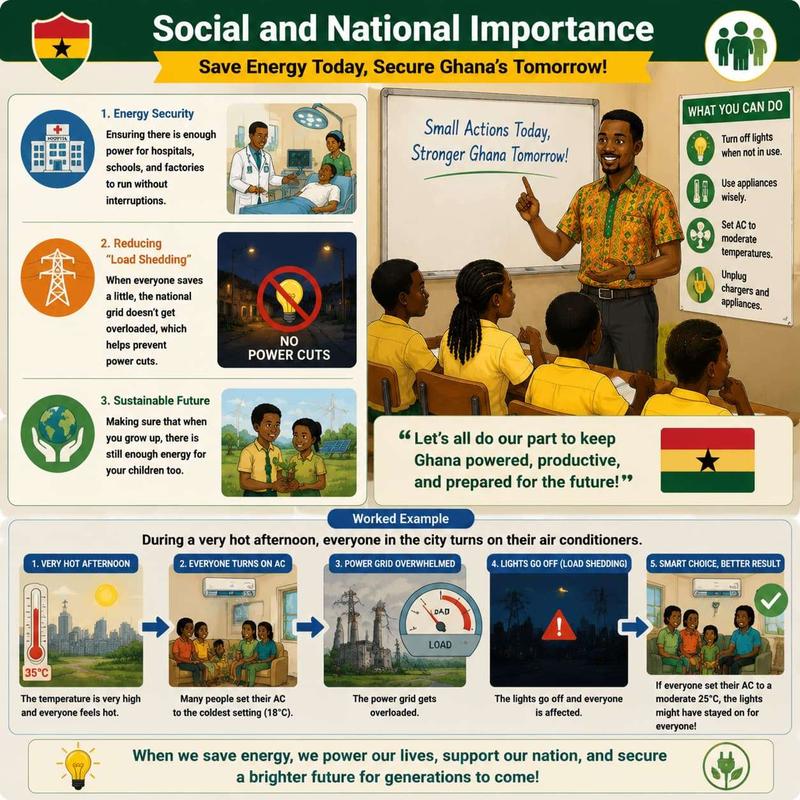 Social and National Importance
Save Energy Today, Secure Ghana's Tomorrow!
HOSPITAL
1. Energy Security
Ensuring there is enough
power for hospitals,
schools, and factories
to run without
interruptions.
2. Reducing
"Load Shedding"
When everyone saves
a little, the national
grid doesn't get
overloaded, which
helps prevent
power cuts.
NO
POWER CUTS
3. Sustainable Future
Making sure that when
you grow up, there is
still enough energy for
your children too.
Small Actions Today,
Stronger Ghana Tomorrow!
WHAT YOU CAN DO
Turn off lights
when not in use.
Use appliances
wisely.
Set AC to
moderate
temperatures.
Unplug
chargers and
appliances.
"Let's all do our part to keep
Ghana powered, productive,
and prepared for the future!"
Worked Example
During a very hot afternoon, everyone in the city turns on their air conditioners.
1. VERY HOT AFTERNOON
35°C
The temperature is very high
and everyone feels hot.
2. EVERYONE TURNS ON AC
Many people set their AC
to the coldest setting (18°C).
3. POWER GRID OVERWHELMED
LOAD
The power grid gets
overloaded.
4. LIGHTS GO OFF (LOAD SHEDDING)
The lights go off and everyone
is affected.
5. SMART CHOICE, BETTER RESULT
If everyone set their AC to a
moderate 25°C, the lights
might have stayed on for
everyone!
When we save energy, we power our lives, support our nation, and secure
a brighter future for generations to come!